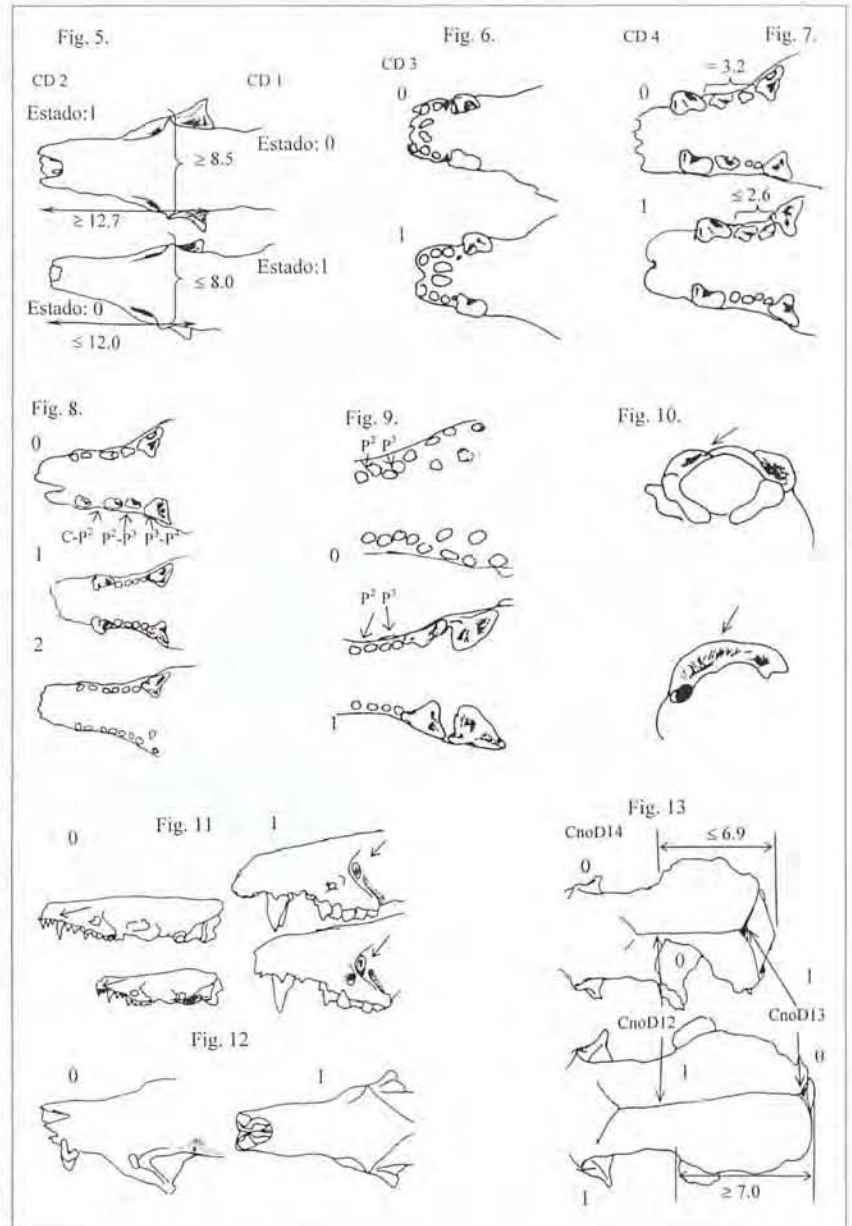 Fig. 5.
CD 2
CD 1
Estado:1
Estado: 0
≥ 8.5
≥ 12.7
Estado:1
≤ 8.0
Estado: 0
≤ 12.0
Fig. 6.
CD 3
0
1
CD 4
Fig. 7.
= 3.2
0
≤ 2.6
1
Fig. 8.
0
C-P² P²-P³ P³-P⁴
1
2
Fig. 9.
P² P³
0
P² P³
1
Fig. 10.
Fig. 11
0
1
Fig. 12
0
1
Fig. 13
CnoD14
≤ 6.9
0
0
1
CnoD12
CnoD13
0
1
1
≥ 7.0